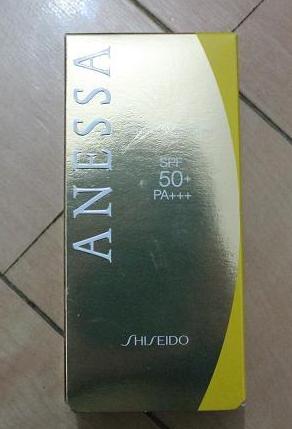 ANESSA
SPF
50+
PA+++
SHISEIDO